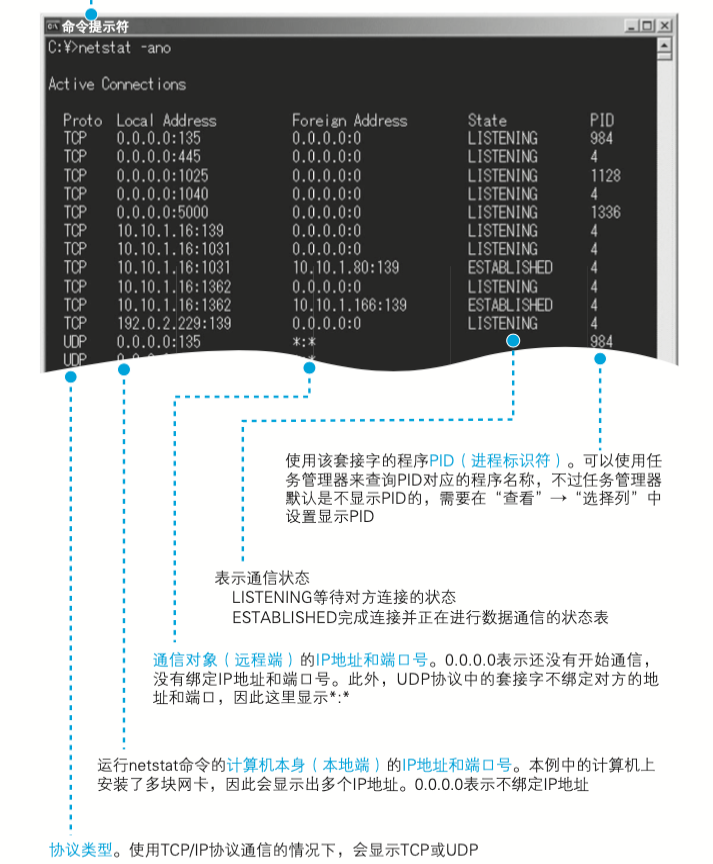 命令提示符
C:¥>netstat -ano
Active Connections
Proto Local Address Foreign Address State PID
TCP 0.0.0.0:135 0.0.0.0:0 LISTENING 984
TCP 0.0.0.0:445 0.0.0.0:0 LISTENING 4
TCP 0.0.0.0:1025 0.0.0.0:0 LISTENING 1128
TCP 0.0.0.0:1040 0.0.0.0:0 LISTENING 4
TCP 0.0.0.0:5000 0.0.0.0:0 LISTENING 1336
TCP 10.10.1.16:139 0.0.0.0:0 LISTENING 4
TCP 10.10.1.16:1031 0.0.0.0:0 LISTENING 4
TCP 10.10.1.16:1031 10.10.1.80:139 ESTABLISHED 4
TCP 10.10.1.16:1362 0.0.0.0:0 LISTENING 4
TCP 10.10.1.16:1362 10.10.1.166:139 ESTABLISHED 4
TCP 192.0.2.229:139 0.0.0.0:0 LISTENING 4
UDP 0.0.0.0:135 *:* 984
UDP
使用该套接字的程序PID（进程标识符）。可以使用任
务管理器来查询PID对应的程序名称，不过任务管理器
默认是不显示PID的，需要在“查看”→“选择列”中
设置显示PID
表示通信状态
LISTENING等待对方连接的状态
ESTABLISHED完成连接并正在进行数据通信的状态表
通信对象（远程端）的IP地址和端口号。0.0.0.0表示还没有开始通信，
没有绑定IP地址和端口号。此外，UDP协议中的套接字不绑定对方的地
址和端口，因此这里显示*:*
运行netstat命令的计算机本身（本地端）的IP地址和端口号。本例中的计算机上
安装了多块网卡，因此会显示出多个IP地址。0.0.0.0表示不绑定IP地址
协议类型。使用TCP/IP协议通信的情况下，会显示TCP或UDP